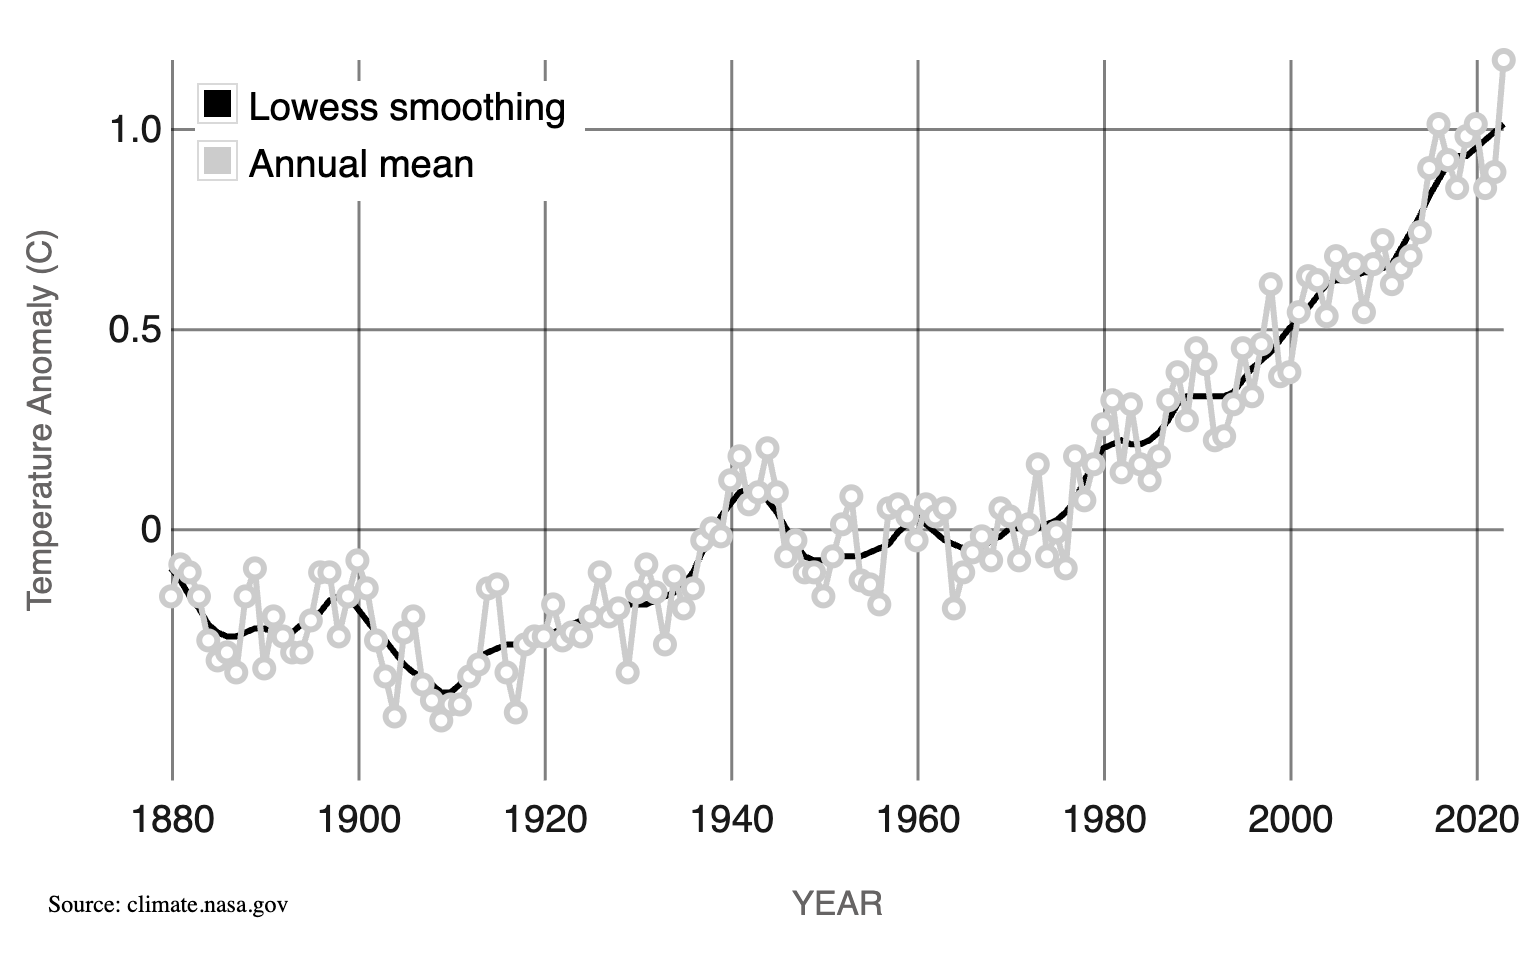 Lowess smoothing
Annual mean
1.0
0.5
0
Temperature Anomaly (C)
1880 1900 1920 1940 1960 1980 2000 2020
YEAR
Source: climate.nasa.gov